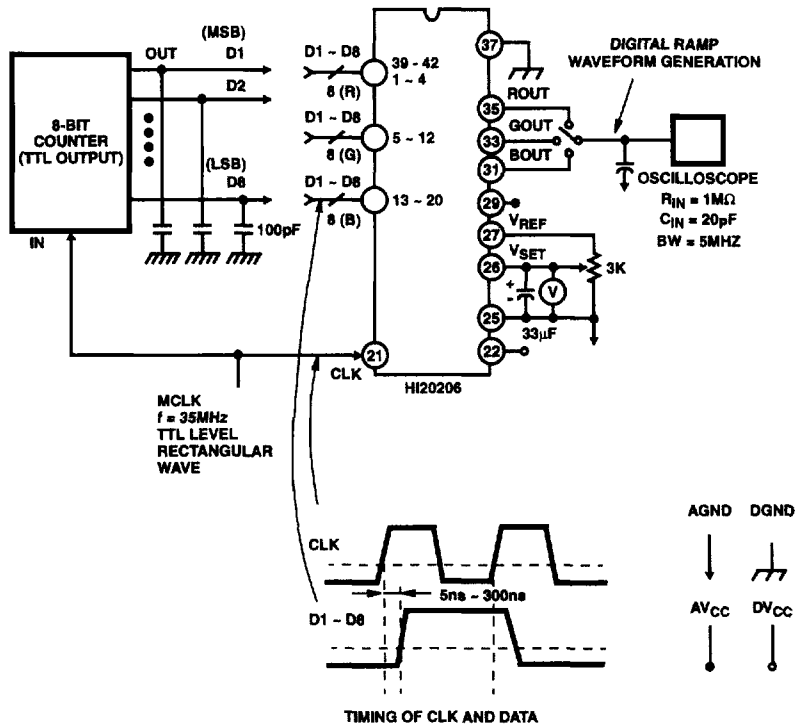 (MSB)
OUT D1
D2
8-BIT
COUNTER
(TTL OUTPUT)
(LSB)
D8
100pF
IN
D1 ~ D8
8 (R)
39 - 42
1 ~ 4
8 (G)
5 ~ 12
D1 ~ D8
8 (B)
13 ~ 20
21
CLK
HI20206
37
35
33
31
29
27
26
25
22
ROUT
GOUT
BOUT
VREF
VSET
V
+
-
33μF
3K
DIGITAL RAMP
WAVEFORM GENERATION
OSCILLOSCOPE
RIN = 1MΩ
CIN = 20pF
BW = 5MHZ
MCLK
f = 35MHz
TTL LEVEL
RECTANGULAR
WAVE
CLK
5ns ~ 300ns
D1 ~ D8
TIMING OF CLK AND DATA
AGND DGND
AVCC DVCC